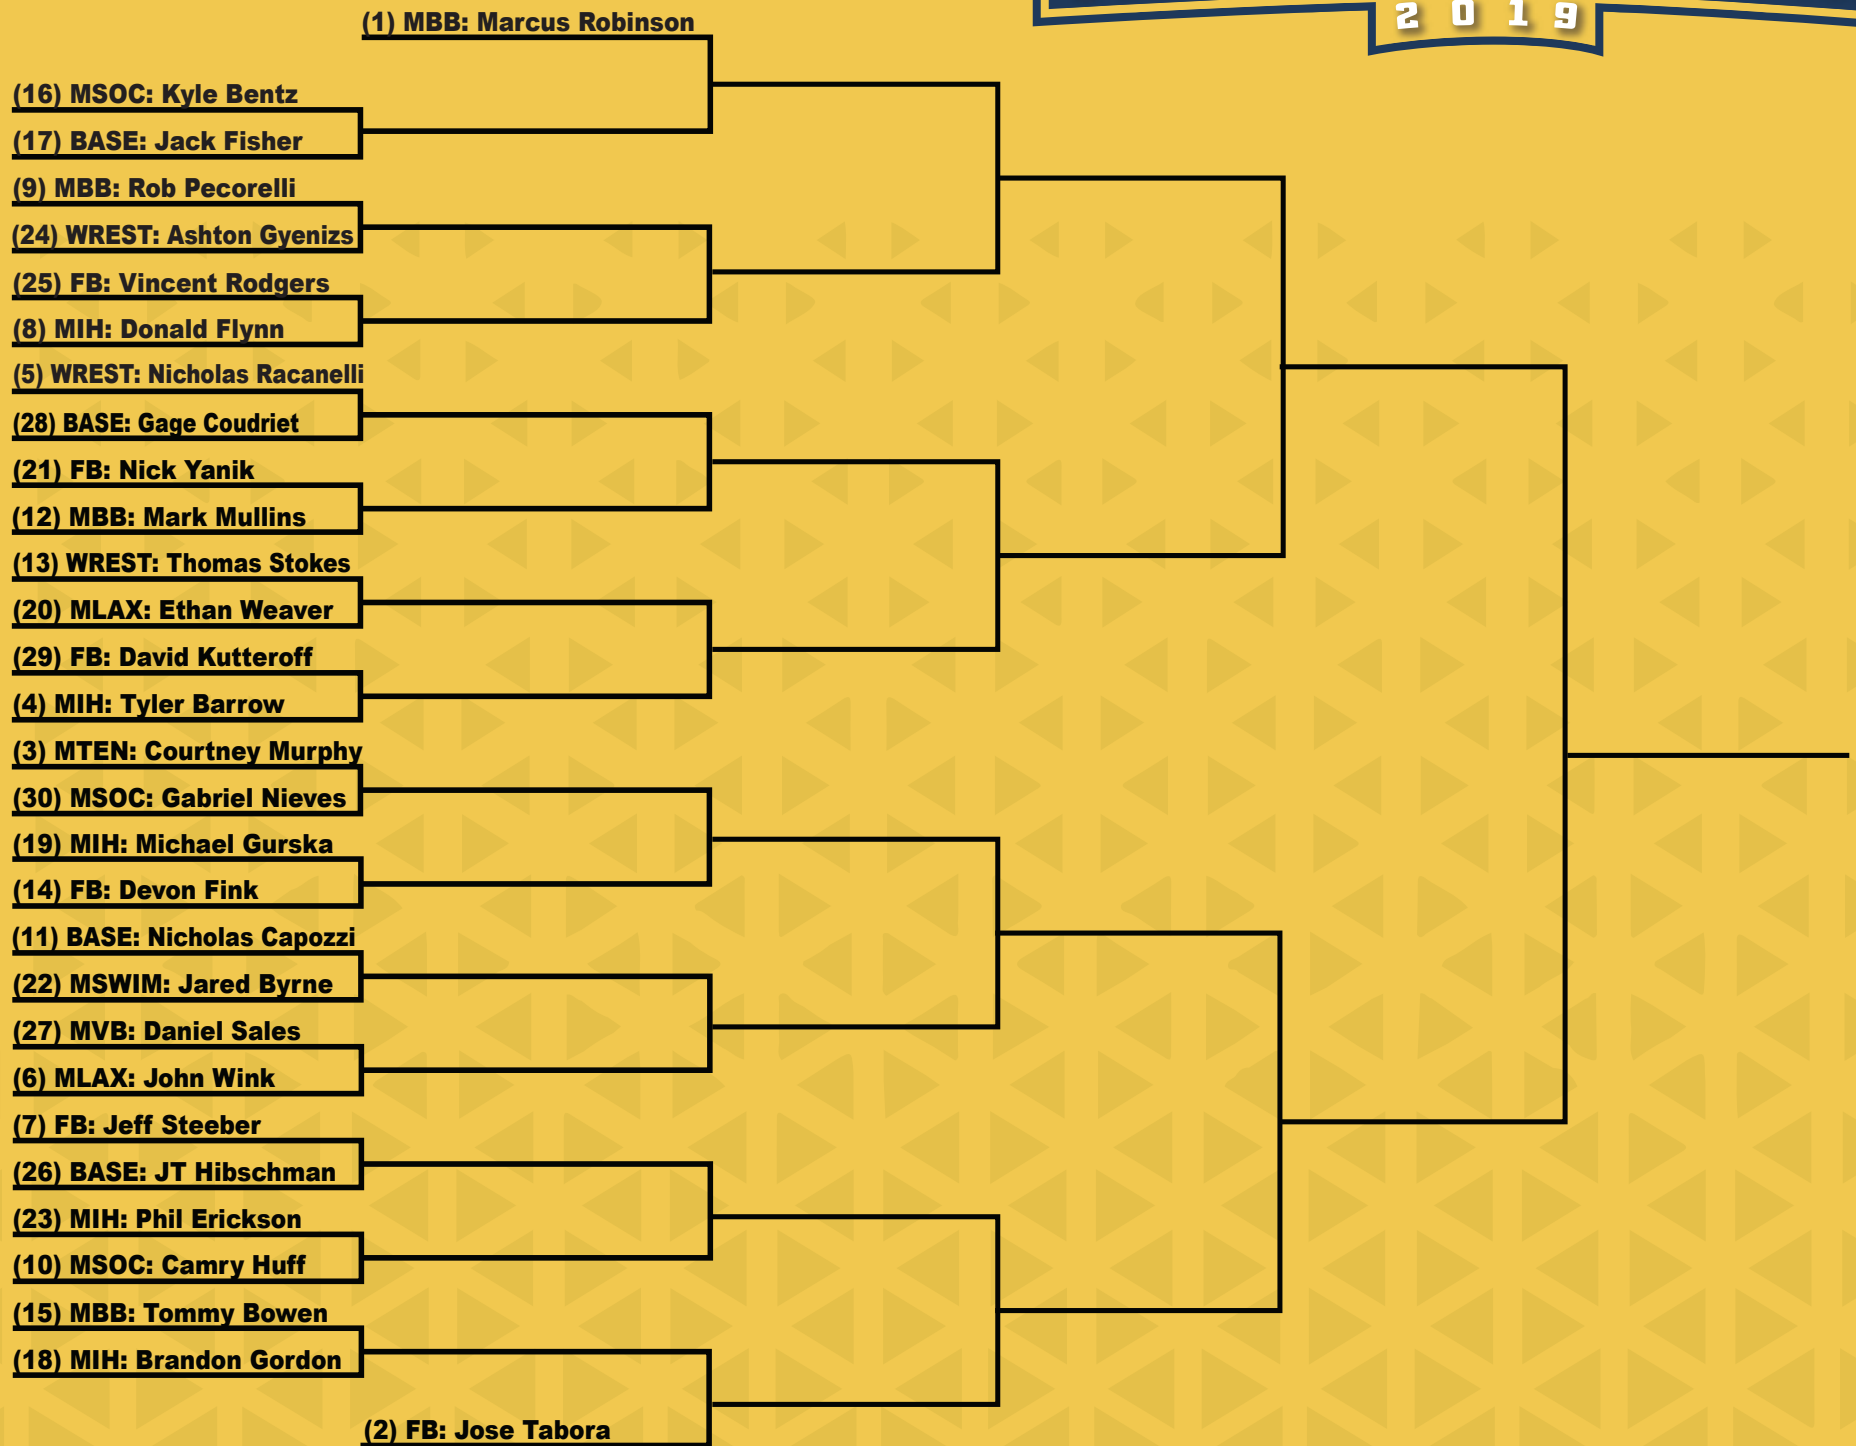 2019
(1) MBB: Marcus Robinson
(16) MSOC: Kyle Bentz
(17) BASE: Jack Fisher
(9) MBB: Rob Pecorelli
(24) WREST: Ashton Gyenizs
(25) FB: Vincent Rodgers
(8) MIH: Donald Flynn
(5) WREST: Nicholas Racanelli
(28) BASE: Gage Coudriet
(21) FB: Nick Yanik
(12) MBB: Mark Mullins
(13) WREST: Thomas Stokes
(20) MLAX: Ethan Weaver
(29) FB: David Kutteroff
(4) MIH: Tyler Barrow
(3) MTEN: Courtney Murphy
(30) MSOC: Gabriel Nieves
(19) MIH: Michael Gurska
(14) FB: Devon Fink
(11) BASE: Nicholas Capozzi
(22) MSWIM: Jared Byrne
(27) MVB: Daniel Sales
(6) MLAX: John Wink
(7) FB: Jeff Steeber
(26) BASE: JT Hibschman
(23) MIH: Phil Erickson
(10) MSOC: Camry Huff
(15) MBB: Tommy Bowen
(18) MIH: Brandon Gordon
(2) FB: Jose Tabora